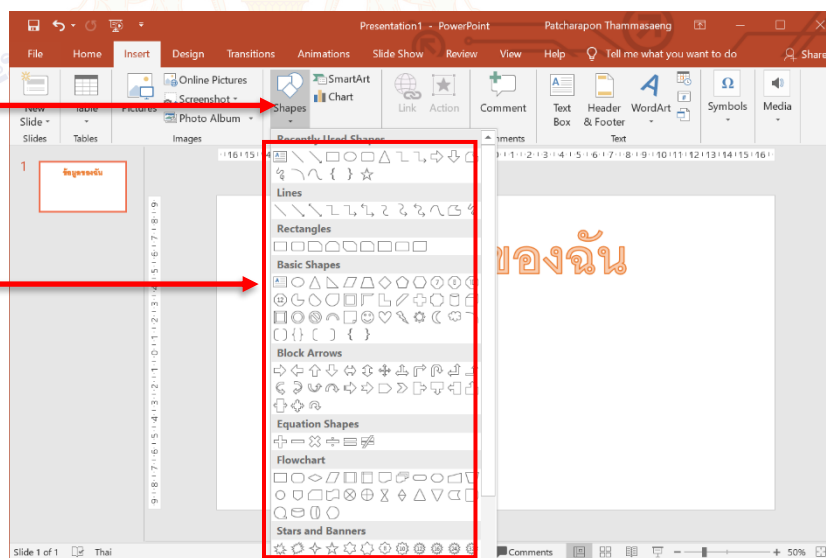 Presentation1 - PowerPoint
Patcharapon Thammasaeng
File Home Insert Design Transitions Animations Slide Show Review View Help Tell me what you want to do Share
New Slide
Table
Pictures
Online Pictures
Screenshot
Photo Album
Shapes
SmartArt
Chart
Link
Action
Comment
Text Box
Header & Footer
WordArt
Symbols
Media
Slides
Tables
Images
Text
Recently Used Shapes
Lines
Rectangles
Basic Shapes
Block Arrows
Equation Shapes
Flowchart
Stars and Banners
1
ข้อมูลของฉัน
ของฉัน
Slide 1 of 1
Thai
Comments
50%